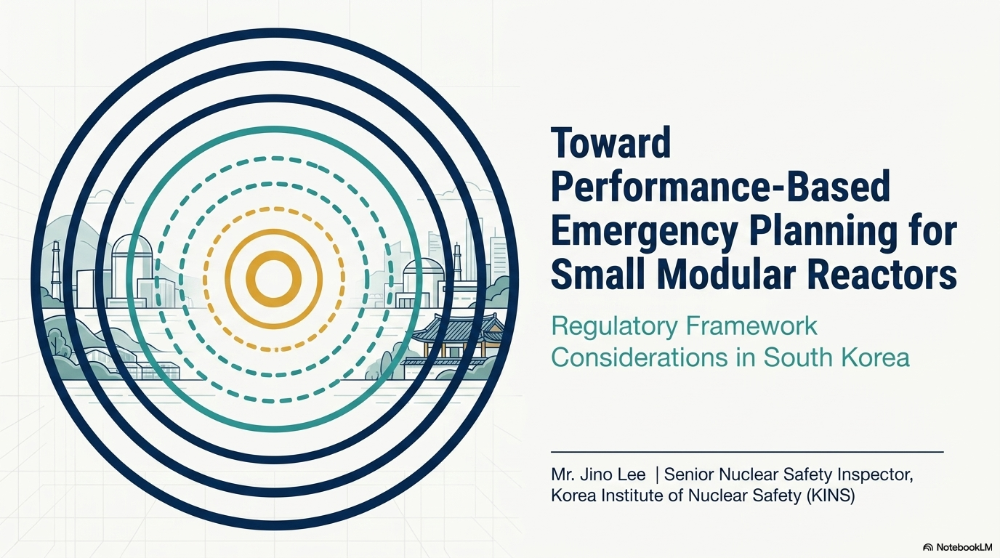 Toward
Performance-Based
Emergency Planning for
Small Modular Reactors
Regulatory Framework
Considerations in South Korea
Mr. Jino Lee | Senior Nuclear Safety Inspector,
Korea Institute of Nuclear Safety (KINS)
NotebookLM